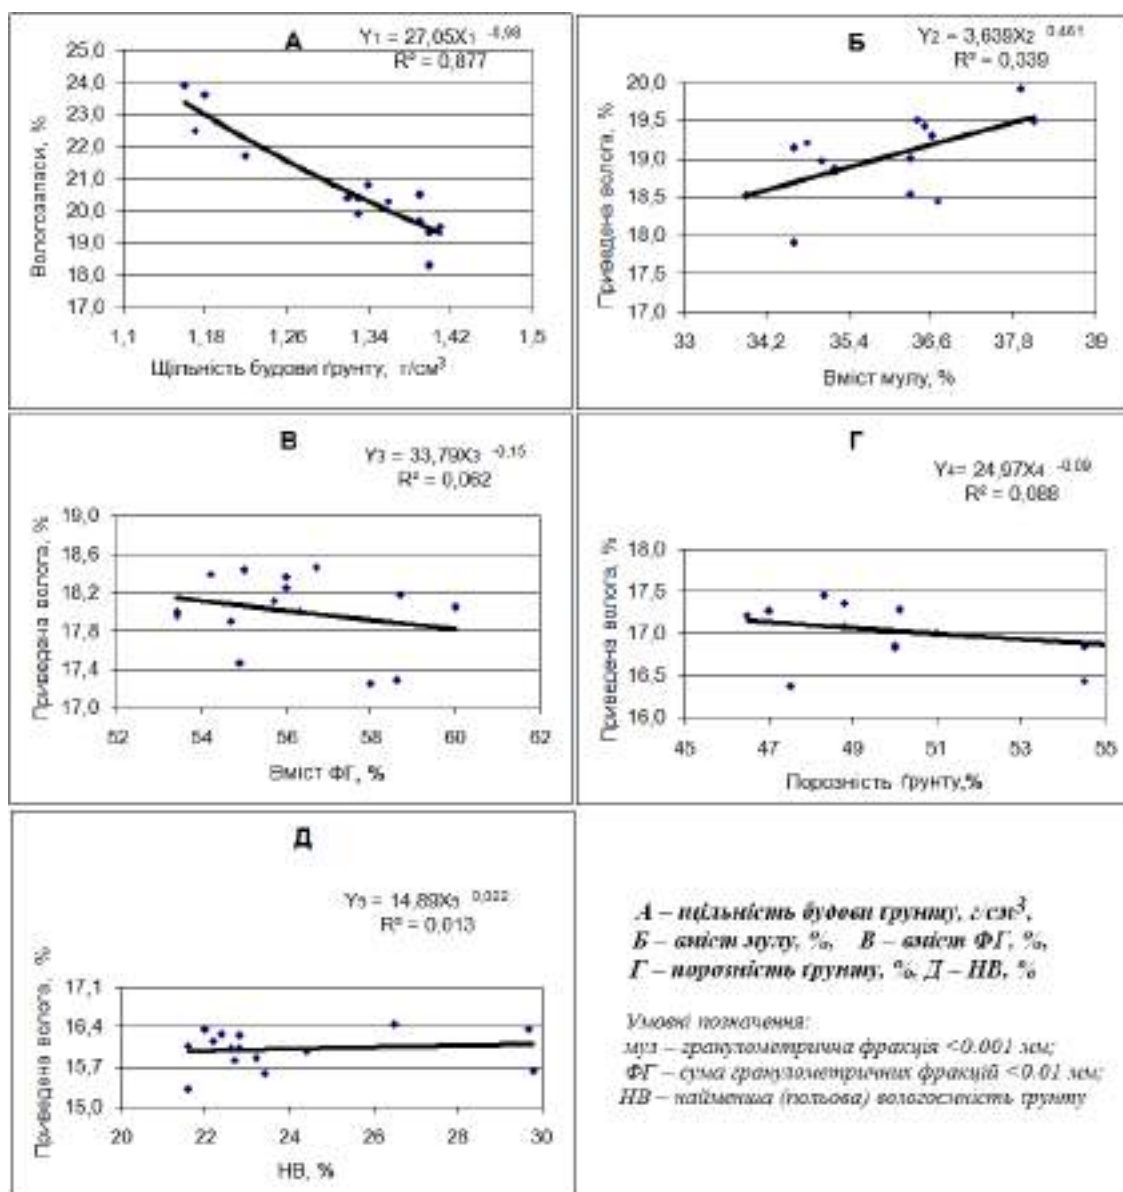 А
Y1 = 27,05X1 -0,98
R² = 0,877
Вологозапаси, %
25,0
24,0
23,0
22,0
21,0
20,0
19,0
18,0
17,0
1,1 1,18 1,26 1,34 1,42 1,5
Щільність будови ґрунту, г/см³
Б
Y2 = 3,639X2 0.461
R² = 0,339
Приведена волога, %
20,0
19,5
19,0
18,5
18,0
17,5
17,0
33 34,2 35,4 36,6 37,8 39
Вміст мулу, %
В
Y3 = 33,79X3 -0.15
R² = 0,062
Приведана волога, %
19,0
18,6
18,2
17,8
17,4
17,0
52 54 56 58 60 62
Вміст ФГ, %
Г
Y4= 24,97X4 -0.09
R² = 0,088
Приведена волога, %
18,0
17,5
17,0
16,5
16,0
45 47 49 51 53 55
Порозність ґрунту,%
Д
Y5 = 14,89X5 0,022
R² = 0,013
Приведена волога, %
17,1
16,4
15,7
15,0
20 22 24 26 28 30
НВ, %
А – щільність будови ґрунту, г/см³,
Б – вміст мулу, %, В – вміст ФГ, %,
Г – порозність ґрунту, %, Д – НВ, %
Умовні позначення:
мул – гранулометрична фракція <0.001 мм;
ФГ – сума гранулометричних фракцій <0.01 мм;
НВ – найменша (польова) вологоємність ґрунту